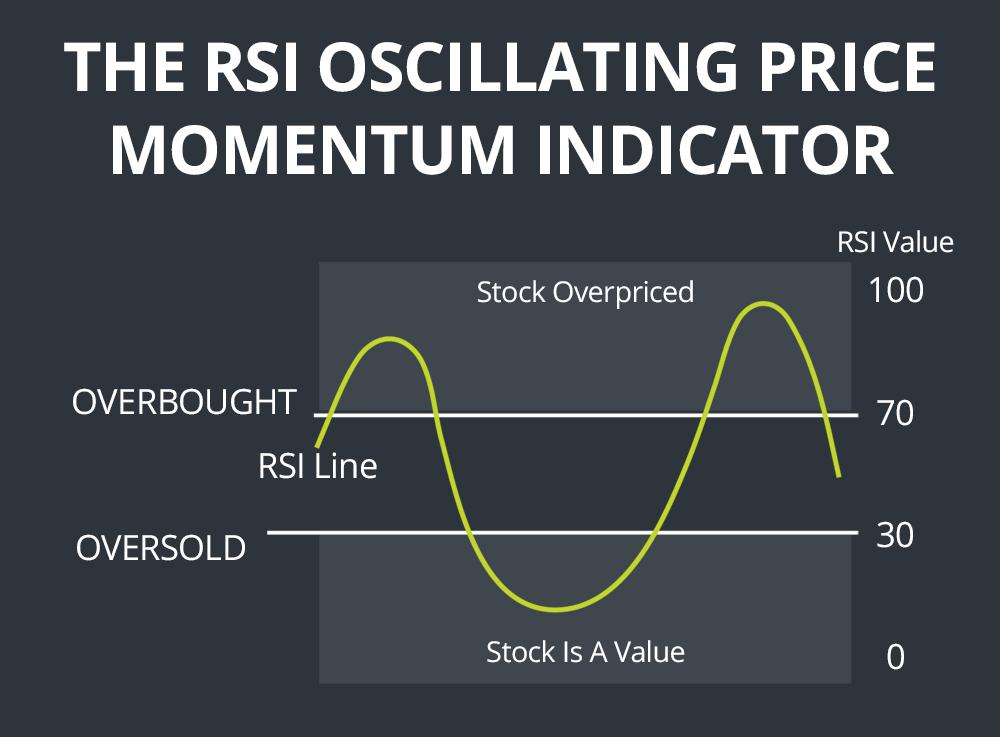 THE RSI OSCILLATING PRICE
MOMENTUM INDICATOR
RSI Value
Stock Overpriced
100
OVERBOUGHT
70
RSI Line
OVERSOLD
30
Stock Is A Value
0